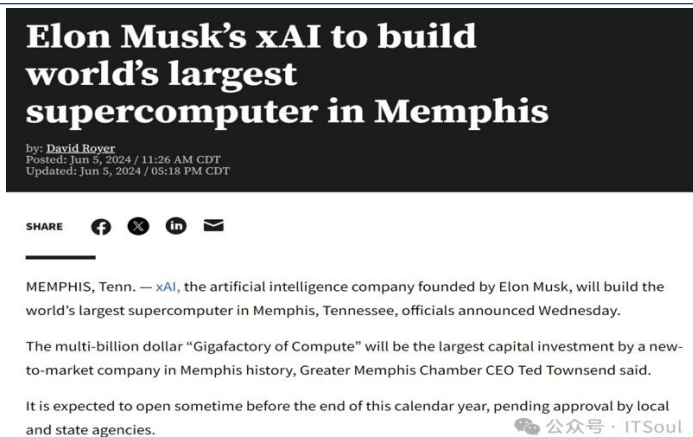 Elon Musk’s xAI to build
world’s largest
supercomputer in Memphis
by: David Royer
Posted: Jun 5, 2024 / 11:26 AM CDT
Updated: Jun 5, 2024 / 05:18 PM CDT
SHARE
MEMPHIS, Tenn. — xAI, the artificial intelligence company founded by Elon Musk, will build the
world’s largest supercomputer in Memphis, Tennessee, officials announced Wednesday.
The multi-billion dollar “Gigafactory of Compute” will be the largest capital investment by a new-
to-market company in Memphis history, Greater Memphis Chamber CEO Ted Townsend said.
It is expected to open sometime before the end of this calendar year, pending approval by local
and state agencies.
公众号 · ITSoul